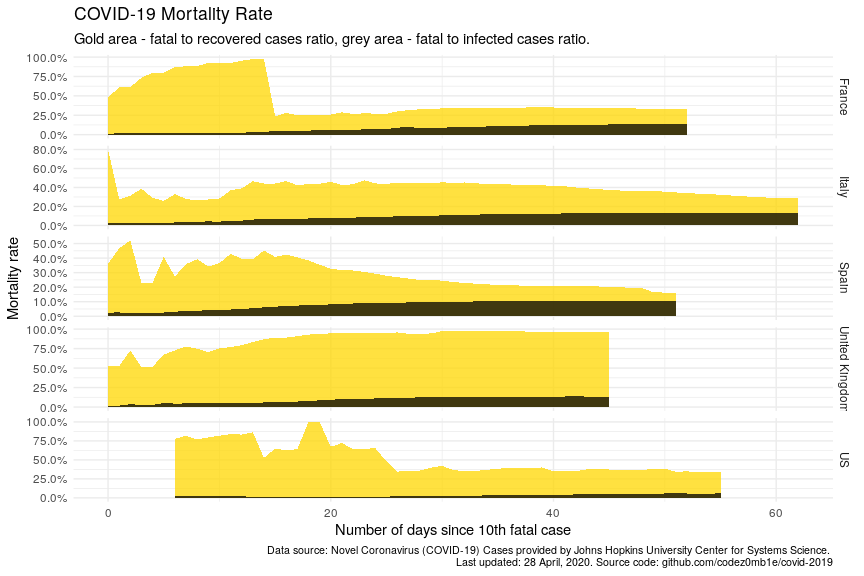 COVID-19 Mortality Rate
Gold area - fatal to recovered cases ratio, grey area - fatal to infected cases ratio.
Mortality rate
100.0%
75.0%
50.0%
25.0%
0.0%
France
80.0%
60.0%
40.0%
20.0%
0.0%
Italy
50.0%
40.0%
30.0%
20.0%
10.0%
0.0%
Spain
100.0%
75.0%
50.0%
25.0%
0.0%
United Kingdom
100.0%
75.0%
50.0%
25.0%
0.0%
US
0 20 40 60
Number of days since 10th fatal case
Data source: Novel Coronavirus (COVID-19) Cases provided by Johns Hopkins University Center for Systems Science.
Last updated: 28 April, 2020. Source code: github.com/codez0mb1e/covid-2019